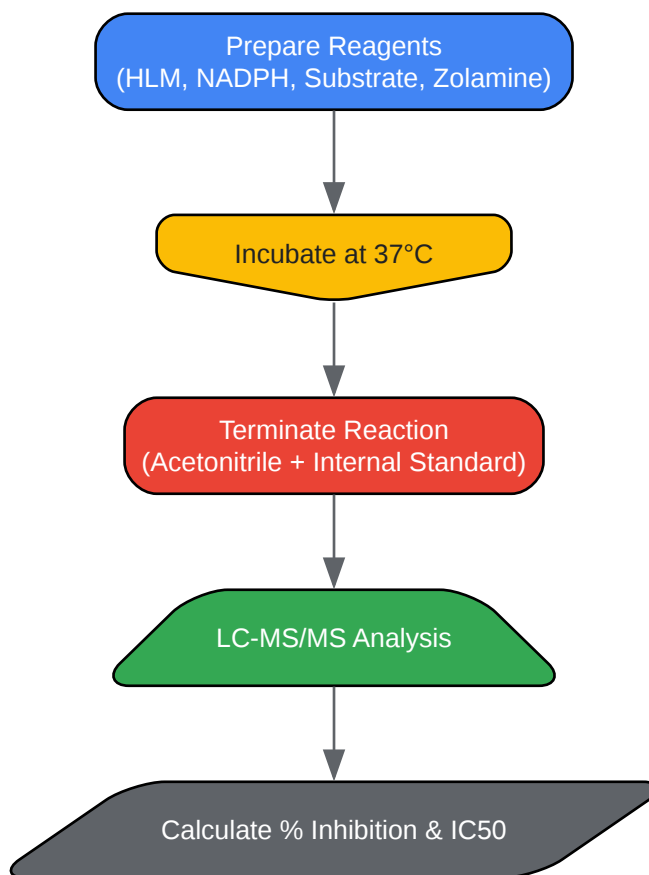 Prepare Reagents
(HLM, NADPH, Substrate, Zolamine)
Incubate at 37°C
Terminate Reaction
(Acetonitrile + Internal Standard)
LC-MS/MS Analysis
Calculate % Inhibition & IC50